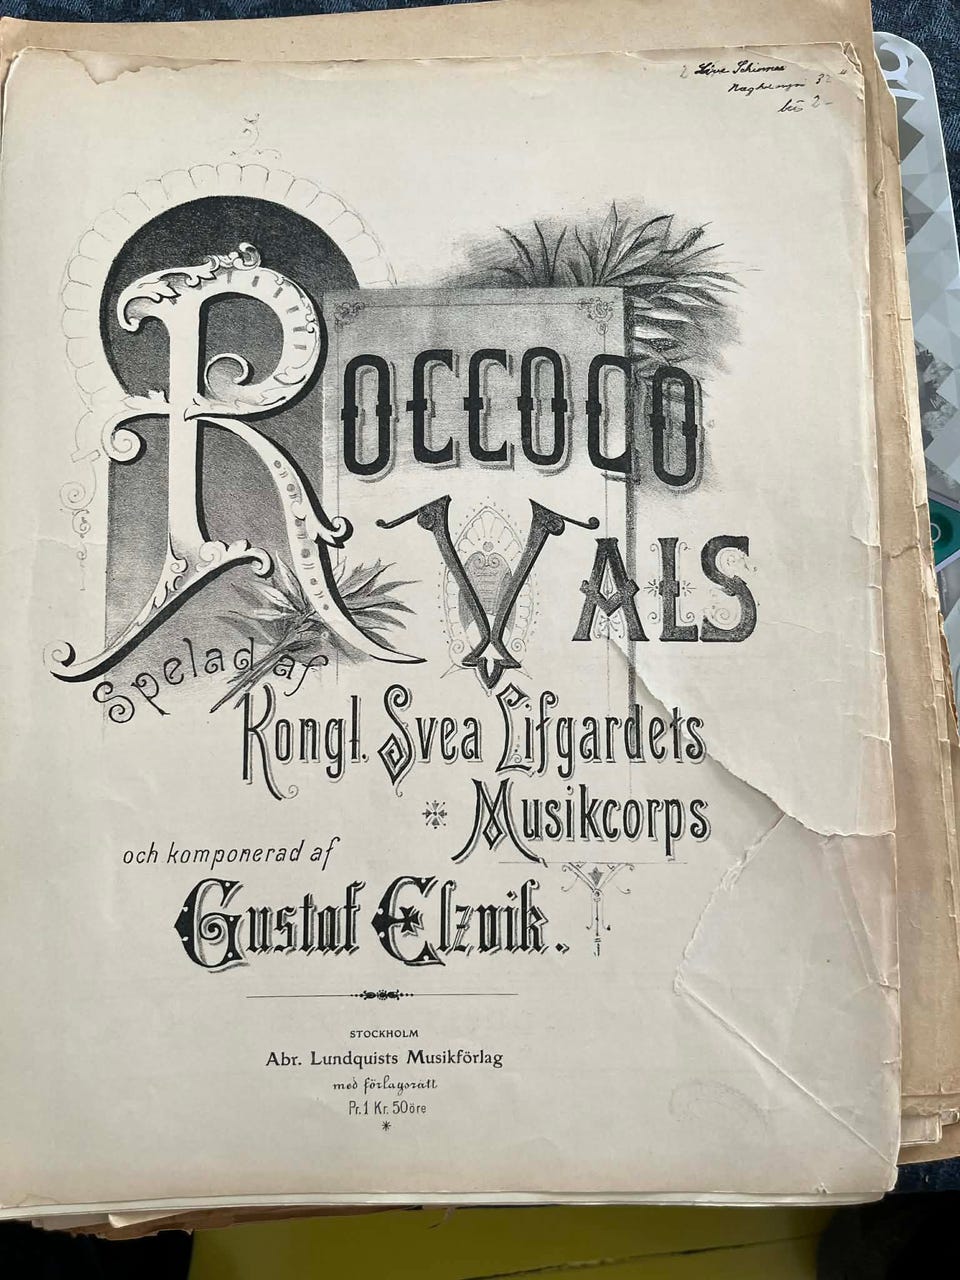 Roccoco
Vals
Spelad af
Kongl. Svea Lifgardets
Musikcorps
och komponerad af
Gustaf Elzvik.
STOCKHOLM
Abr. Lundquists Musikförlag
med förlagsrätt
Pr. 1 Kr. 50 öre